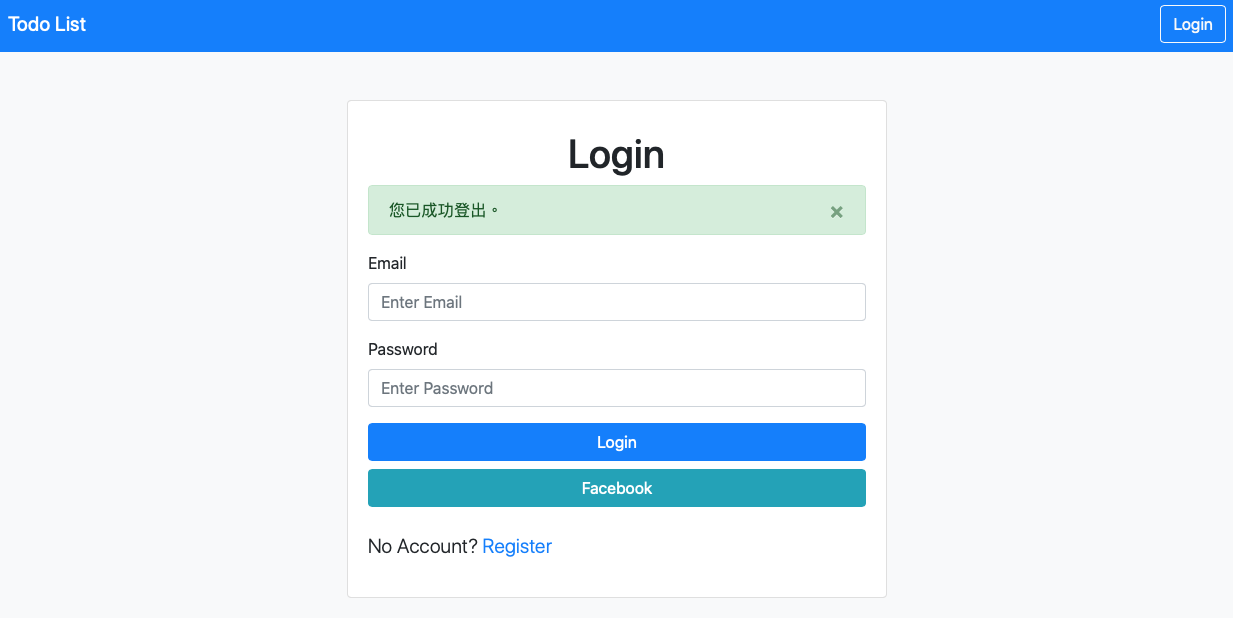 Todo List
Login
Login
您已成功登出。
×
Email
Enter Email
Password
Enter Password
Login
Facebook
No Account? Register